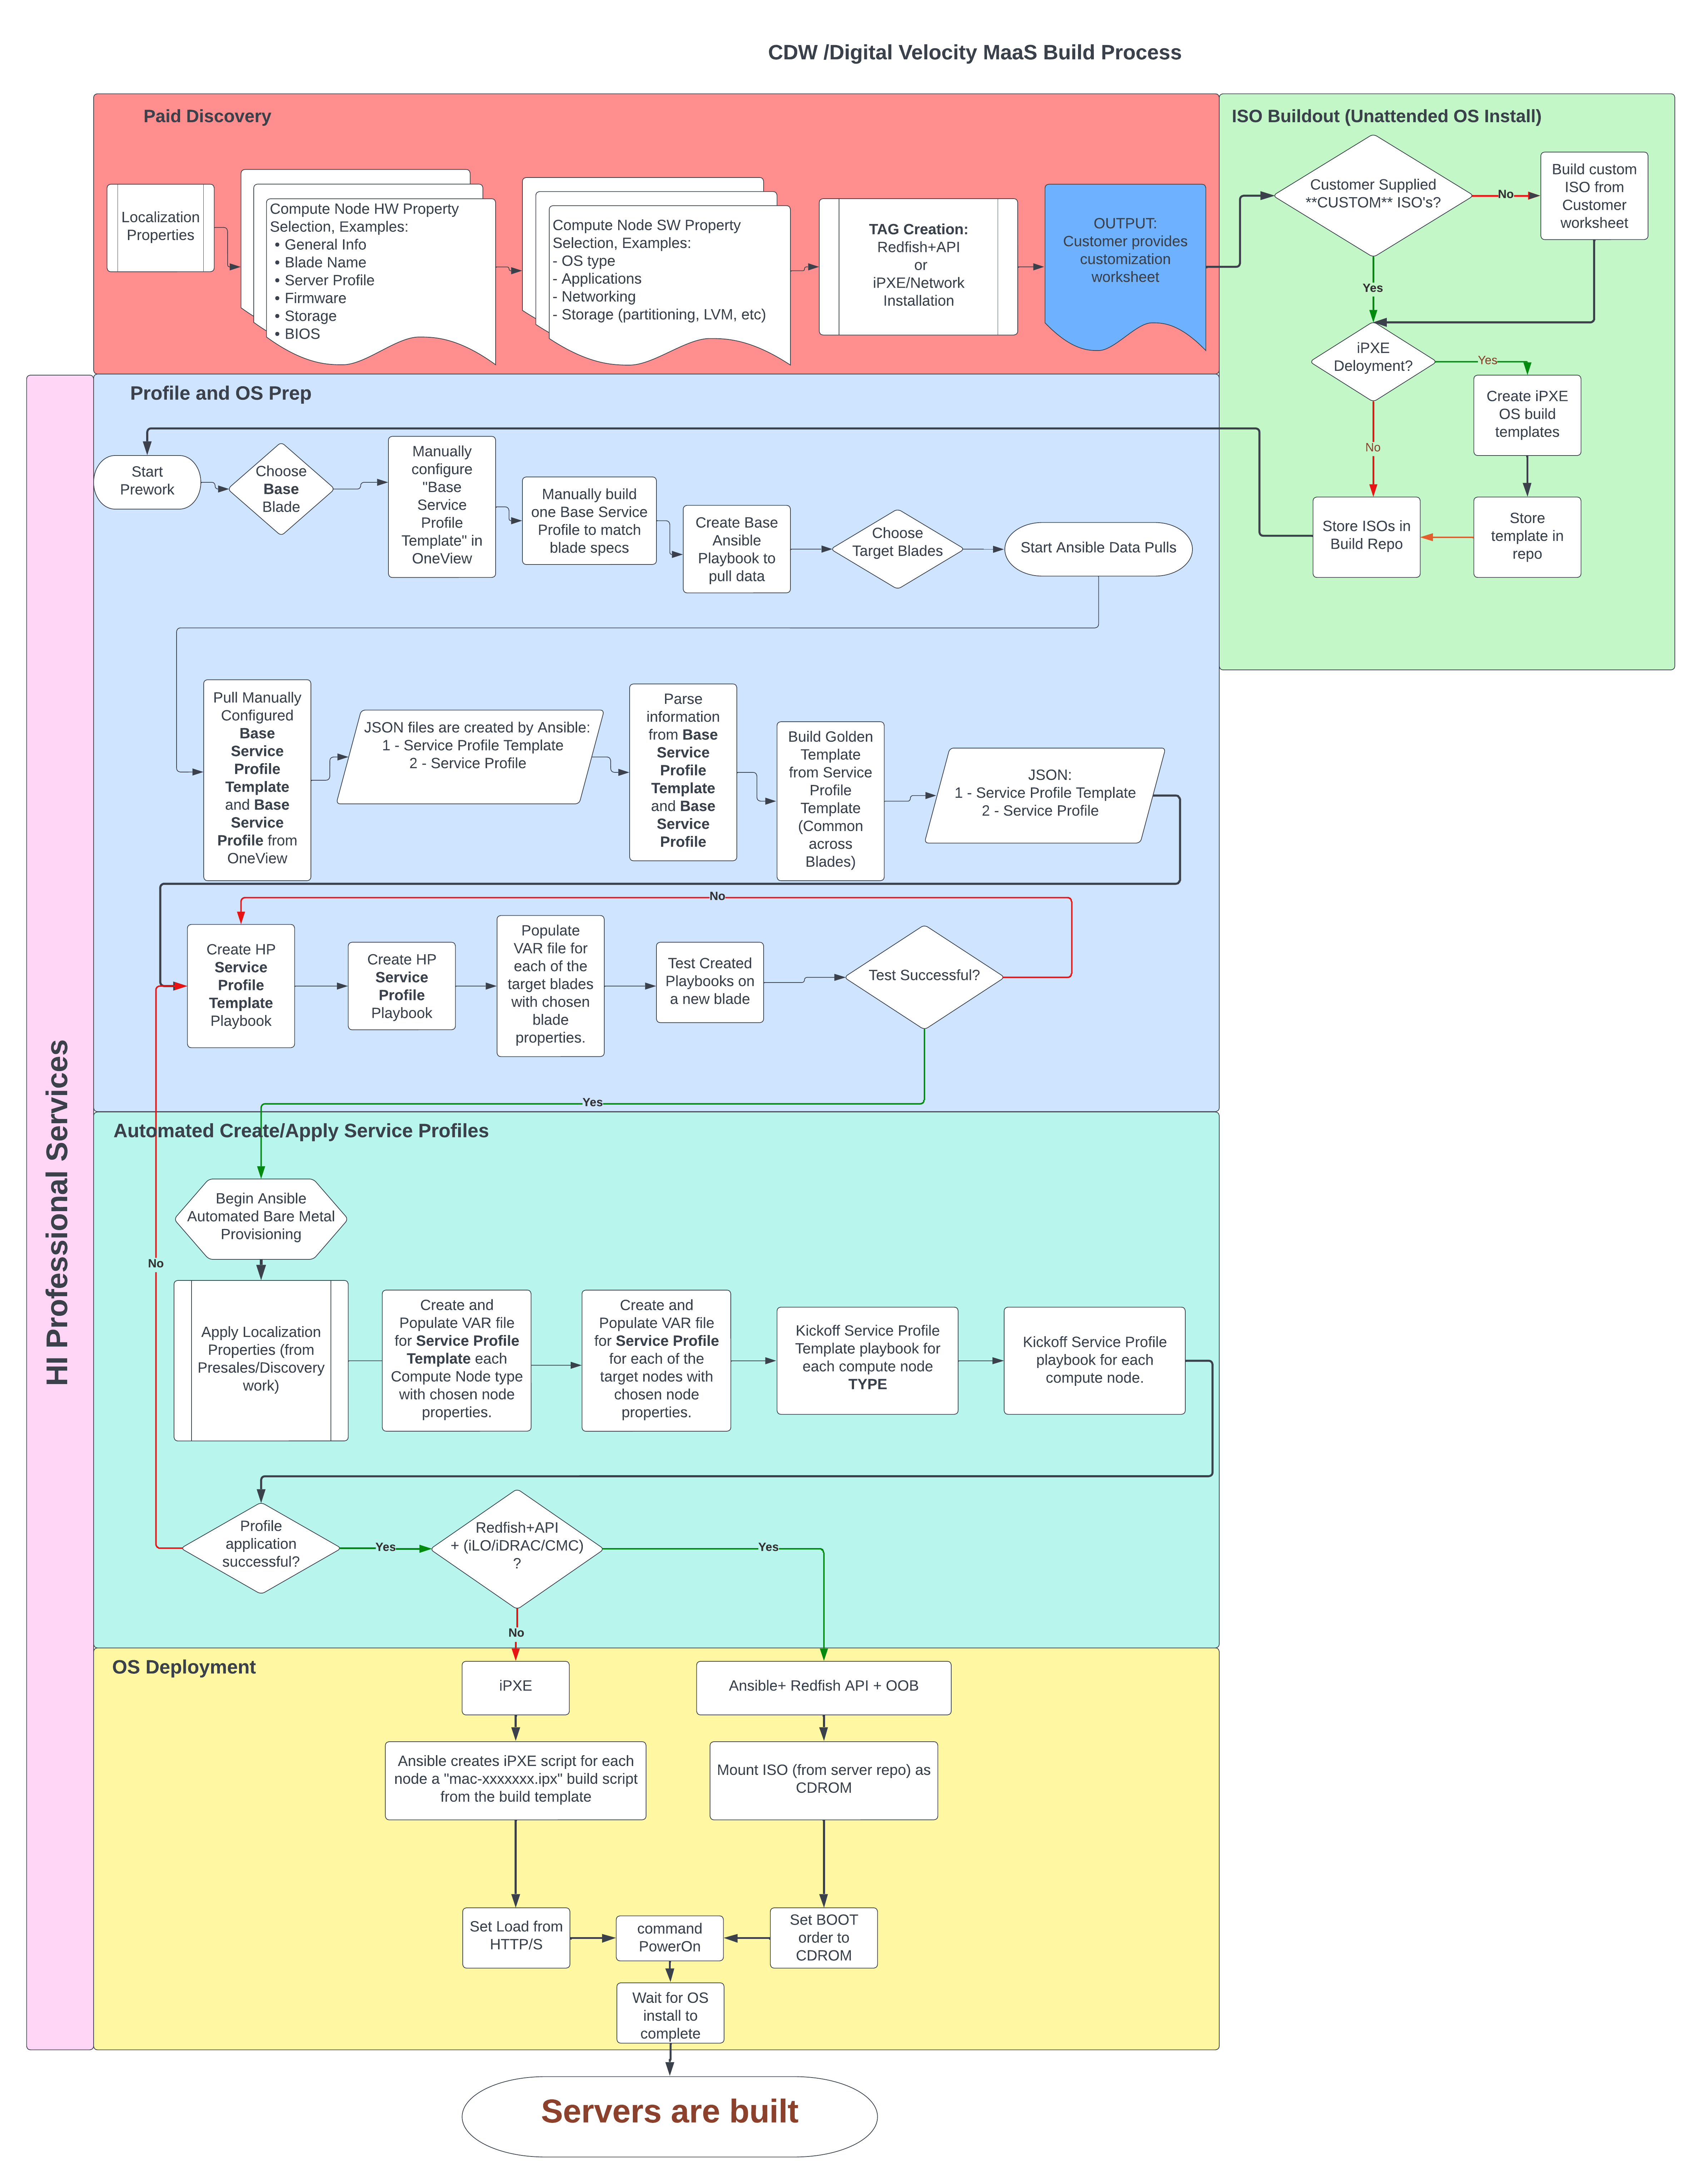 CDW /Digital Velocity MaaS Build Process
Paid Discovery
Localization
Properties
Compute Node HW Property
Selection, Examples:
• General Info
• Blade Name
• Server Profile
• Firmware
• Storage
• BIOS
Compute Node SW Property
Selection, Examples:
- OS type
- Applications
- Networking
- Storage (partitioning, LVM, etc)
TAG Creation:
Redfish+API
or
iPXE/Network
Installation
OUTPUT:
Customer provides
customization
worksheet
ISO Buildout (Unattended OS Install)
Customer Supplied
**CUSTOM** ISO's?
No
Build custom
ISO from
Customer
worksheet
Yes
iPXE
Deloyment?
Yes
Create iPXE
OS build
templates
No
Store ISOs in
Build Repo
Store
template in
repo
HI Professional Services
Profile and OS Prep
Start
Prework
Choose
Base
Blade
Manually
configure
"Base
Service
Profile
Template" in
OneView
Manually build
one Base Service
Profile to match
blade specs
Create Base
Ansible
Playbook to
pull data
Choose
Target Blades
Start Ansible Data Pulls
Pull Manually
Configured
Base
Service
Profile
Template
and Base
Service
Profile from
OneView
JSON files are created by Ansible:
1 - Service Profile Template
2 - Service Profile
Parse
information
from Base
Service
Profile
Template
and Base
Service
Profile
Build Golden
Template
from Service
Profile
Template
(Common
across
Blades)
JSON:
1 - Service Profile Template
2 - Service Profile
No
Create HP
Service
Profile
Template
Playbook
Create HP
Service
Profile
Playbook
Populate
VAR file for
each of the
target blades
with chosen
blade
properties.
Test Created
Playbooks on
a new blade
Test Successful?
Yes
Automated Create/Apply Service Profiles
Begin Ansible
Automated Bare Metal
Provisioning
No
Apply Localization
Properties (from
Presales/Discovery
work)
Create and
Populate VAR file
for Service Profile
Template each
Compute Node type
with chosen node
properties.
Create and
Populate VAR file
for Service Profile
for each of the
target nodes with
chosen node
properties.
Kickoff Service Profile
Template playbook for
each compute node
TYPE
Kickoff Service Profile
playbook for each
compute node.
Profile
application
successful?
Yes
Redfish+API
+ (iLO/iDRAC/CMC)
?
Yes
No
OS Deployment
iPXE
Ansible+ Redfish API + OOB
Ansible creates iPXE script for each
node a "mac-xxxxxxx.ipx" build script
from the build template
Mount ISO (from server repo) as
CDROM
Set Load from
HTTP/S
command
PowerOn
Set BOOT
order to
CDROM
Wait for OS
install to
complete
Servers are built